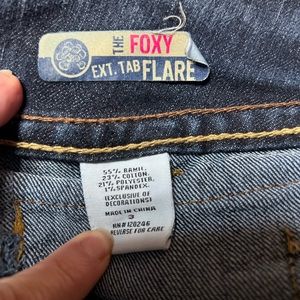 THE FOXY
EXT. TAB FLARE
55% RAMIE.
23% COTTON.
21% POLYESTER.
1% SPANDEX.
(EXCLUSIVE OF
DECORATIONS)
MADE IN CHINA
3
RN#120246
REVERSE FOR CARE